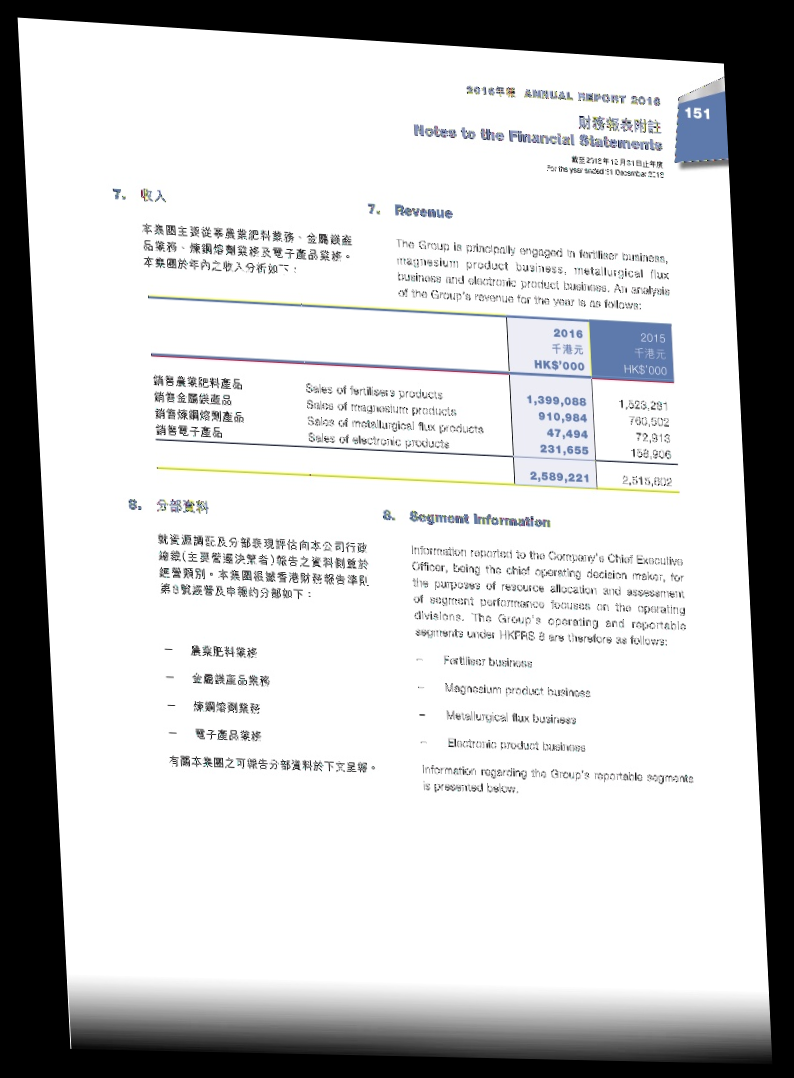 2016年報 ANNUAL REPORT 2016
151
財務報表附註
Notes to the Financial Statements
截至2016年12月31日止年度
For the year ended 31 December 2016
7. 收入
本集團主要從事農業肥料業務、金屬鎂產
品業務、煉鋼熔劑業務及電子產品業務。
本集團於年內之收入分析如下：
7. Revenue
The Group is principally engaged in fertiliser business,
magnesium product business, metallurgical flux
business and electronic product business. An analysis
of the Group's revenue for the year is as follows:
2016 2015
千港元 千港元
HK$'000 HK$'000
銷售農業肥料產品 Sales of fertilisers products 1,399,088 1,523,281
銷售金屬鎂產品 Sales of magnesium products 910,984 760,502
銷售煉鋼熔劑產品 Sales of metallurgical flux products 47,494 72,913
銷售電子產品 Sales of electronic products 231,655 158,906
2,589,221 2,515,602
8. 分部資料
就資源調配及分部表現評估向本公司行政
總裁(主要營運決策者)報告之資料側重於
經營類別。本集團根據香港財務報告準則
第8號經營及申報的分部如下：
– 農業肥料業務
– 金屬鎂產品業務
– 煉鋼熔劑業務
– 電子產品業務
有關本集團之可報告分部資料於下文呈報。
8. Segment Information
Information reported to the Company's Chief Executive
Officer, being the chief operating decision maker, for
the purposes of resource allocation and assessment
of segment performance focuses on the operating
divisions. The Group's operating and reportable
segments under HKFRS 8 are therefore as follows:
– Fertiliser business
– Magnesium product business
– Metallurgical flux business
– Electronic product business
Information regarding the Group's reportable segments
is presented below.